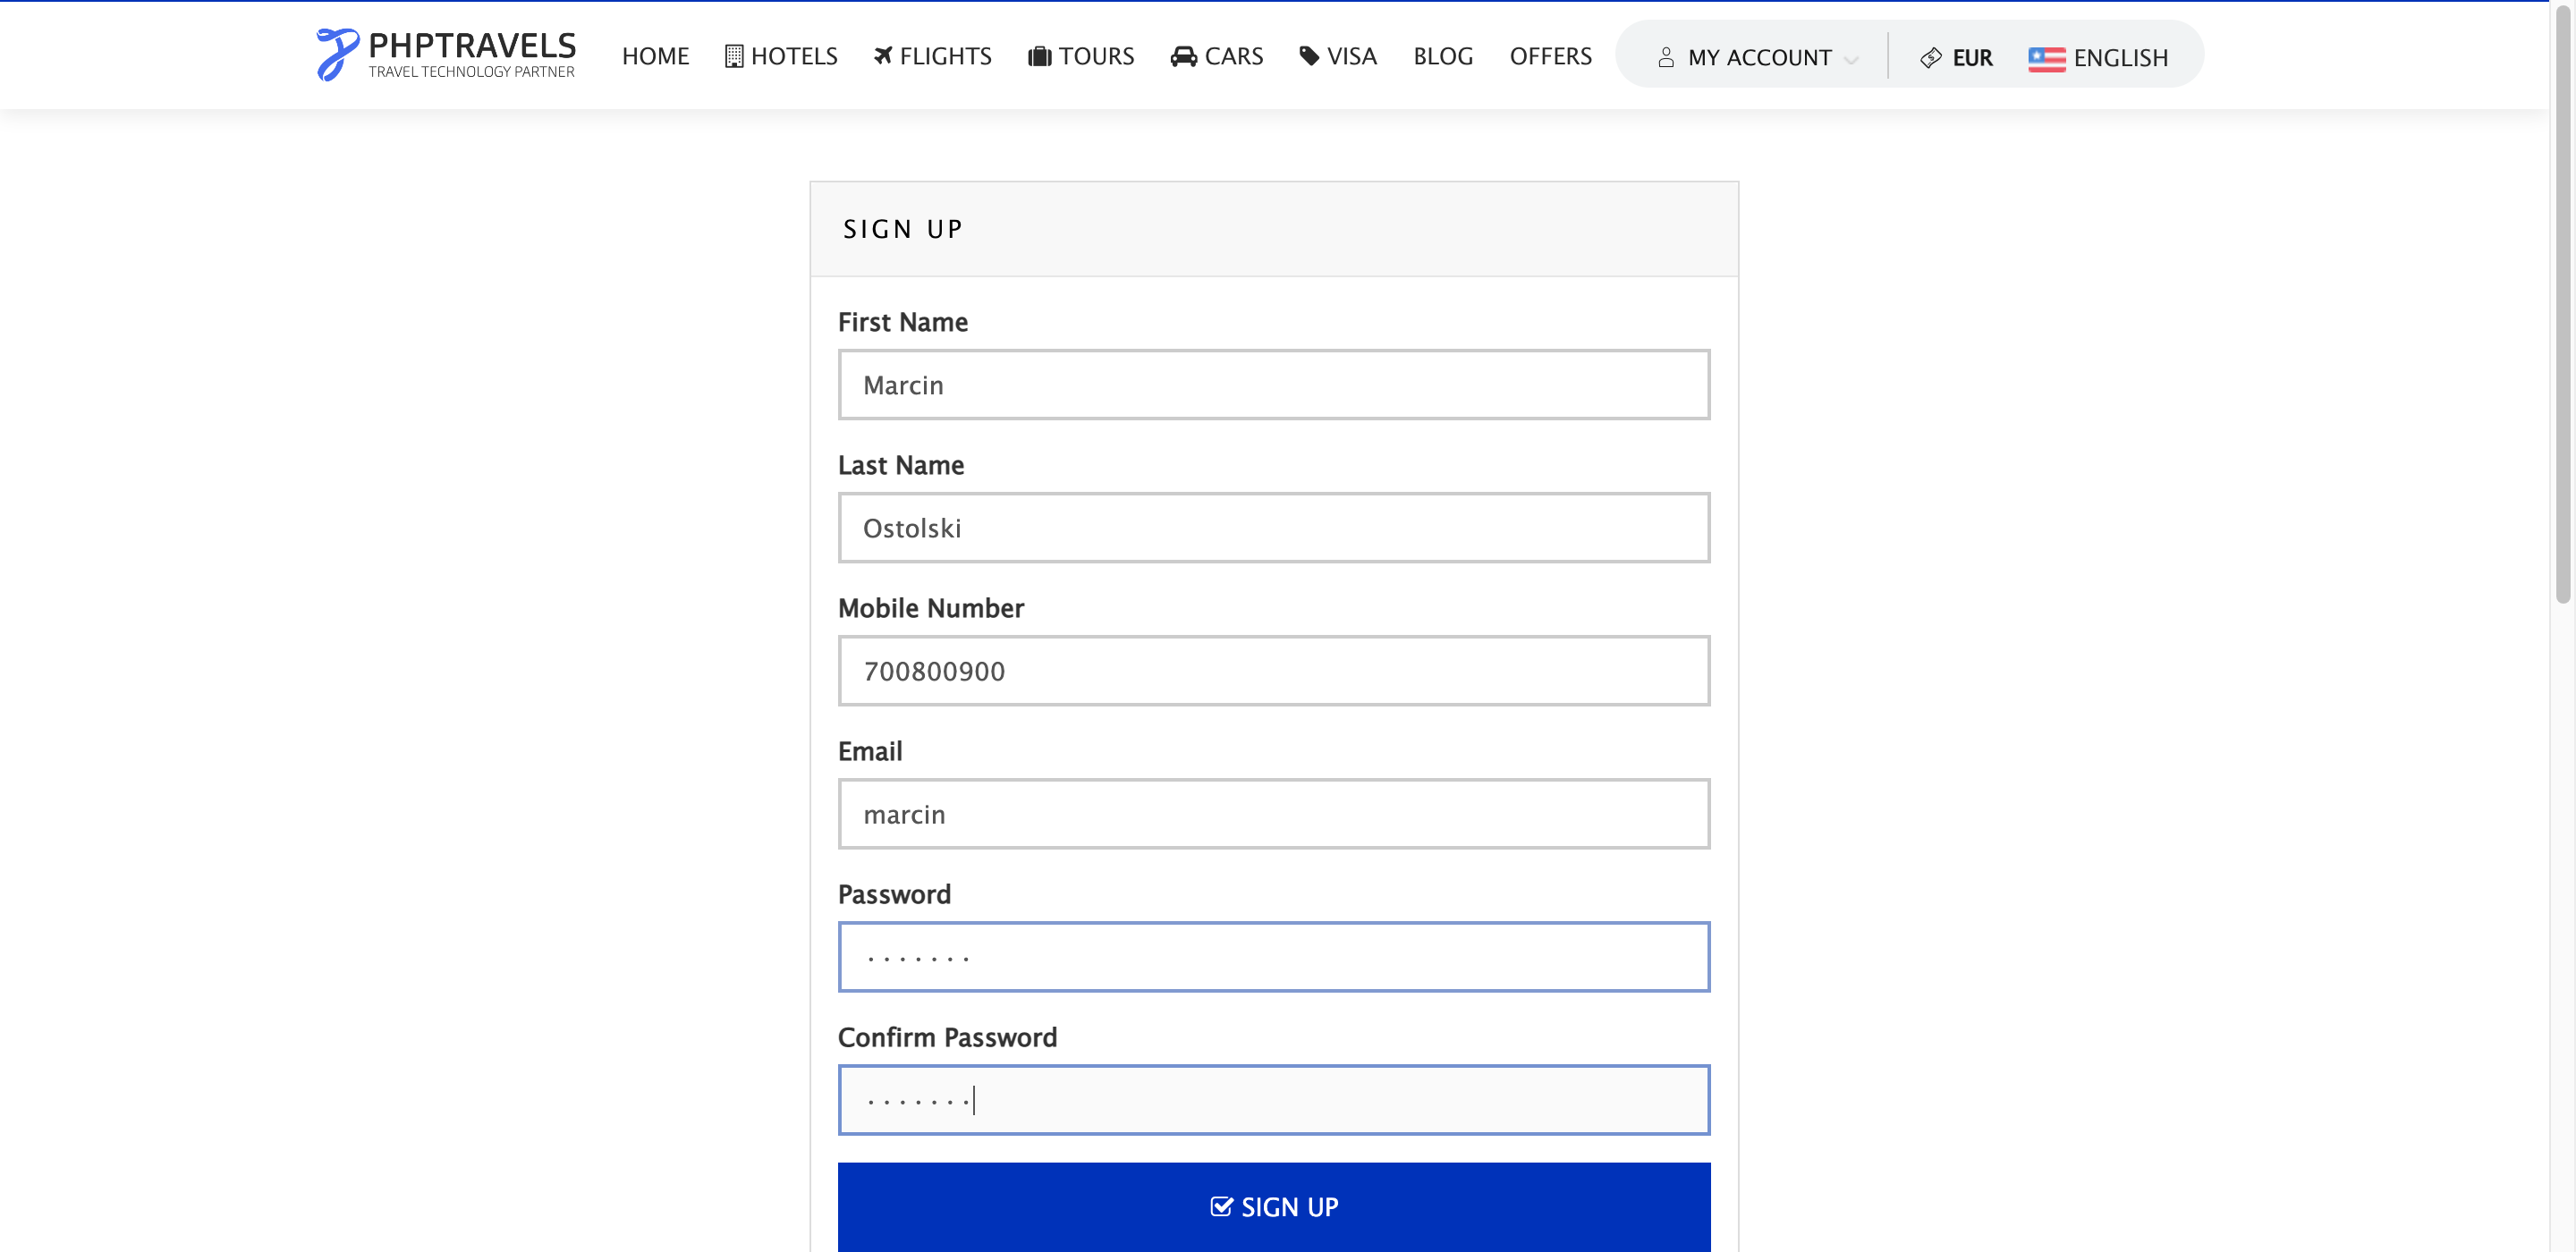 PHPTRAVELS
TRAVEL TECHNOLOGY PARTNER
HOME HOTELS FLIGHTS TOURS CARS VISA BLOG OFFERS MY ACCOUNT EUR ENGLISH
SIGN UP
First Name
Marcin
Last Name
Ostolski
Mobile Number
700800900
Email
marcin
Password
·······
Confirm Password
·······
SIGN UP